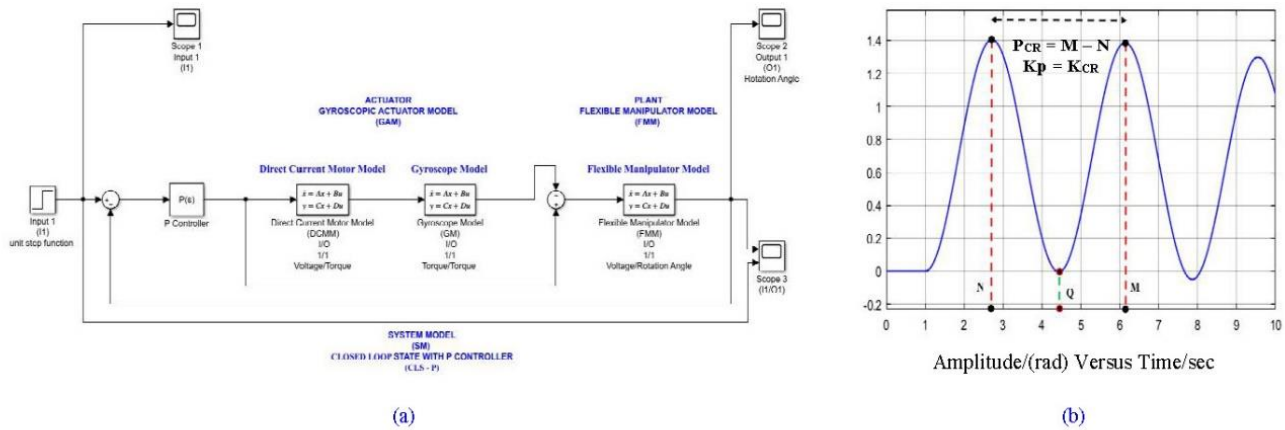 Scope 1
Input 1
(I1)
Scope 2
Output 1
(O1)
Rotation Angle
ACTUATOR
GYROSCOPIC ACTUATOR MODEL
(GAM)
PLANT
FLEXIBLE MANIPULATOR MODEL
(FMM)
Direct Current Motor Model
Gyroscope Model
Flexible Manipulator Model
P(s)
ẋ = Ax + Bu
y = Cx + Du
ẋ = Ax + Bu
y = Cx + Du
ẋ = Ax + Bu
y = Cx + Du
Input 1
(I1)
unit step function
P Controller
Direct Current Motor Model
(DCMM)
I/O
1/1
Voltage/Torque
Gyroscope Model
(GM)
I/O
1/1
Torque/Torque
Flexible Manipulator Model
(FMM)
I/O
1/1
Voltage/Rotation Angle
Scope 3
(I1/O1)
SYSTEM MODEL
(SM)
CLOSED LOOP STATE WITH P CONTROLLER
(CLS - P)
(a)
PCR = M – N
Kp = KCR
1.4
1.2
1
0.8
0.6
0.4
0.2
0
-0.2
N
Q
M
0 1 2 3 4 5 6 7 8 9 10
Amplitude/(rad) Versus Time/sec
(b)